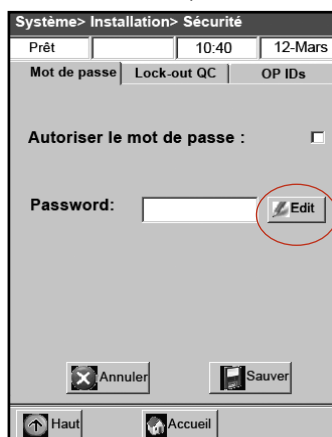 Système> Installation> Sécurité
Prêt 10:40 12-Mars
Mot de passe Lock-out QC OP IDs
Autoriser le mot de passe :
Password: Edit
Annuler Sauver
Haut Accueil